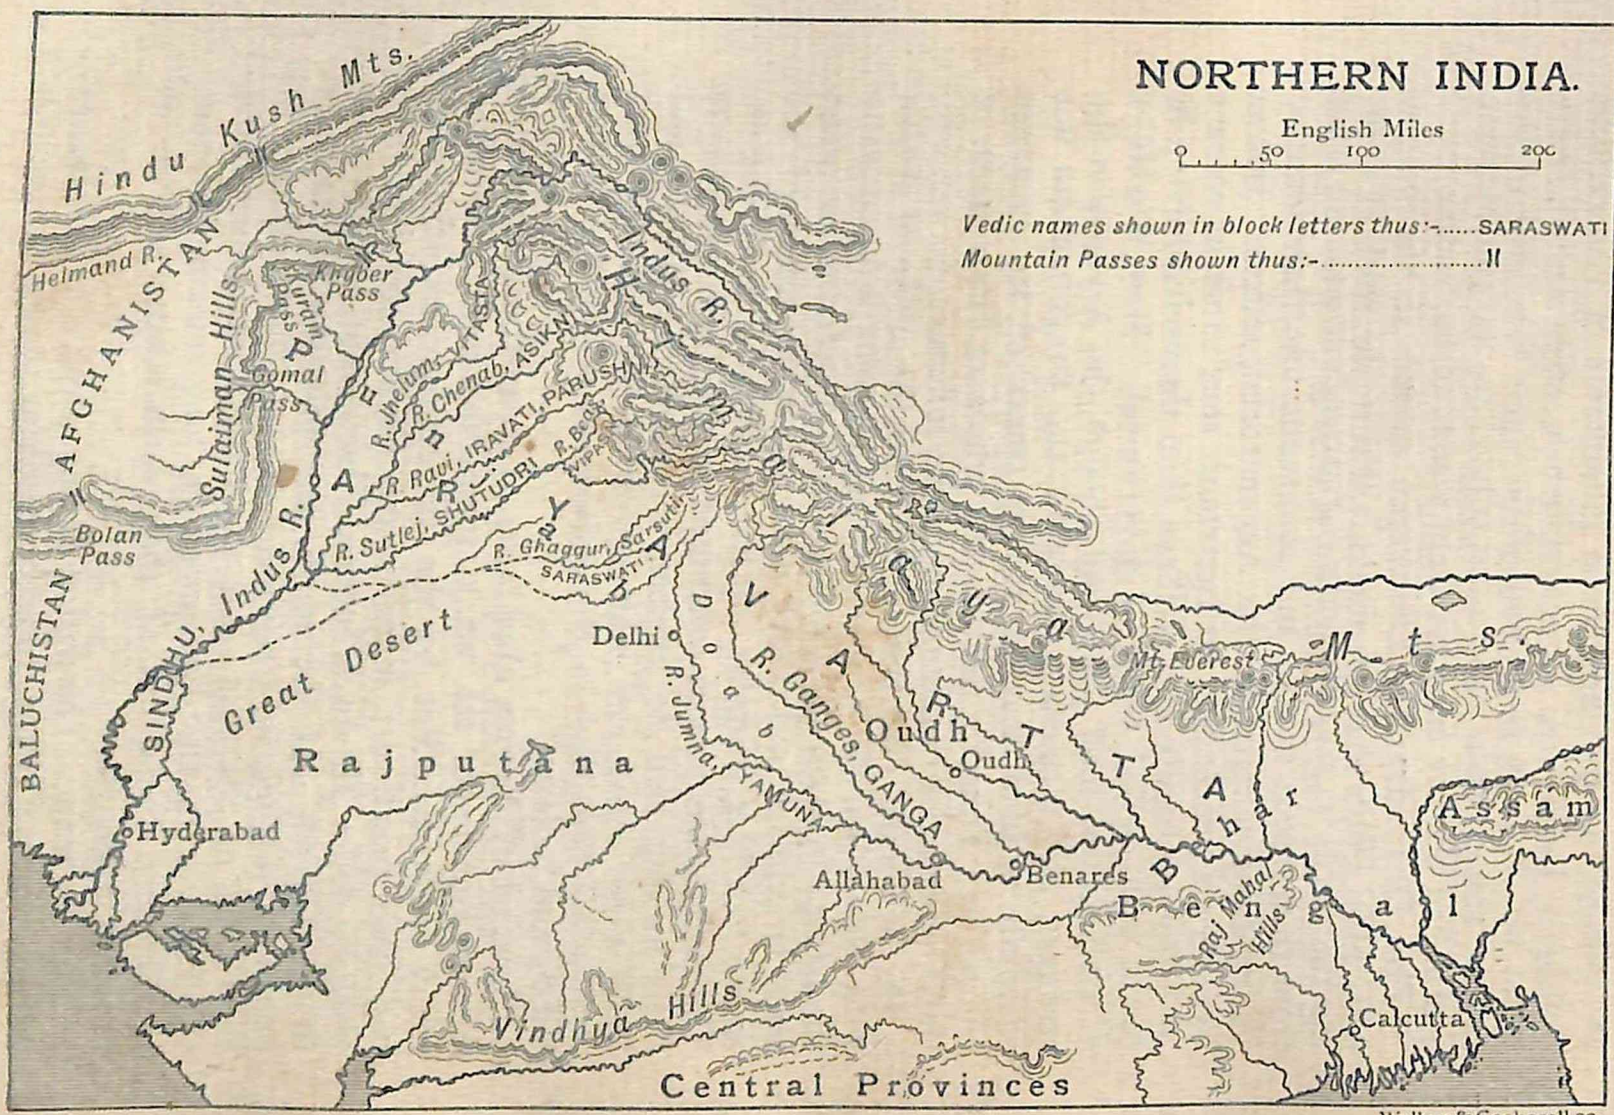 NORTHERN INDIA.
English Miles
0 50 100 200
Vedic names shown in block letters thus:-......SARASWATI
Mountain Passes shown thus:-........................
Hindu Kush Mts.
Helmand R.
AFGHANISTAN
Khyber
Pass
Kuram
Pass
Sulaiman Hills
Gomal
Pass
Bolan
Pass
BALUCHISTAN
Indus R.
Himalaya Mts.
Punjab
R. Jhelum, VITASTA
R. Chenab, ASIKNI
R. Ravi, IRAVATI, PARUSHNI
R. Beas,
VIPAS
R. Sutlej, SHUTUDRI
R. Ghaggur, Sarsuti
SARASWATI
ARYAVARTTA
Indus R.
SINDHU,
Great Desert
Rajputana
Hyderabad
Delhi
Doab
R. Jumna, YAMUNA
R. Ganges, GANGA
Oudh
Oudh
Mt. Everest
Behar
Assam
Allahabad
Benares
Bengal
Raj Mahal
Hills
Calcutta
Vindhya Hills
Central Provinces